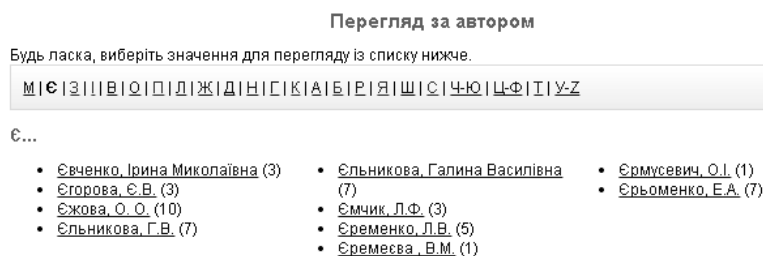 Перегляд за автором
Будь ласка, виберіть значення для перегляду із списку нижче.
М | Є | З | І | В | О | П | Л | Ж | Д | Н | Г | К | А | Б | Р | Я | Ш | С | Ч-Ю | Ц-Ф | Т | У-Z
Є...
Євченко, Ірина Миколаївна (3)
Єгорова, Є.В. (3)
Єжова, О. О. (10)
Єльникова, Г.В. (7)
Єльникова, Галина Василівна
(7)
Ємчик, Л.Ф. (3)
Єременко, Л.В. (5)
Єремеєва , В.М. (1)
Єрмусевич, О.І. (1)
Єрьоменко, Е.А. (7)